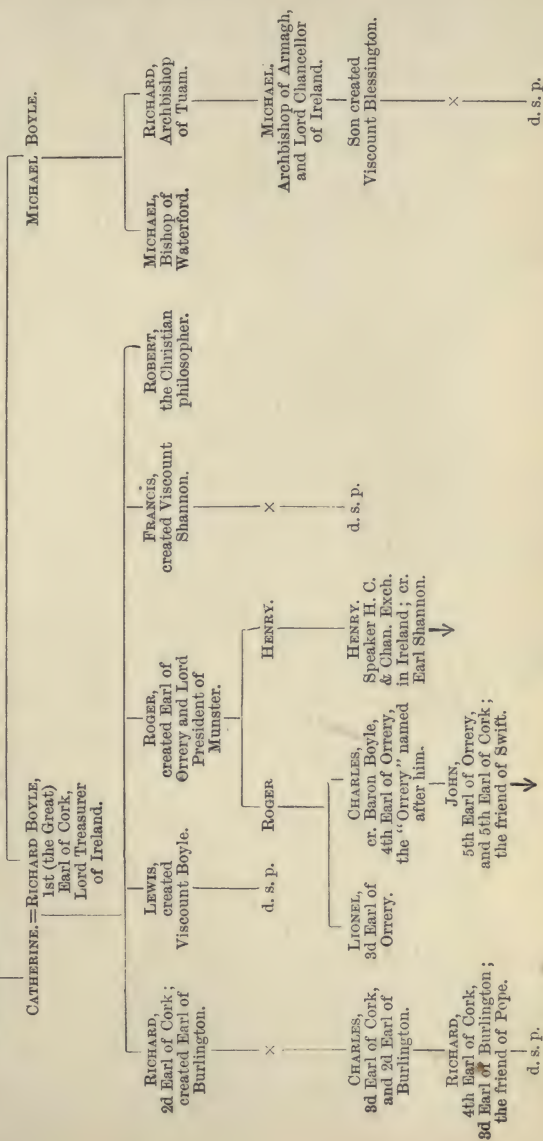 CATHERINE.=RICHARD BOYLE,
1st (the Great)
Earl of Cork,
Lord Treasurer
of Ireland.
MICHAEL BOYLE.
RICHARD,
2d Earl of Cork;
created Earl of
Burlington.
LEWIS,
created
Viscount Boyle.
ROGER,
created Earl of
Orrery and Lord
President of
Munster.
FRANCIS,
created Viscount
Shannon.
ROBERT,
the Christian
philosopher.
MICHAEL,
Bishop of
Waterford.
RICHARD,
Archbishop
of Tuam.
×
d. s. p.
ROGER
HENRY.
×
MICHAEL.
Archbishop of Armagh,
and Lord Chancellor
of Ireland.
CHARLES,
3d Earl of Cork,
and 2d Earl of
Burlington.
LIONEL,
3d Earl of
Orrery.
CHARLES,
cr. Baron Boyle,
4th Earl of Orrery,
the "Orrery" named
after him.
HENRY.
Speaker H. C.
& Chan. Exch.
in Ireland; cr.
Earl Shannon.
d. s. p.
Son created
Viscount Blessington.
RICHARD,
4th Earl of Cork,
3d Earl of Burlington;
the friend of Pope.
JOHN,
5th Earl of Orrery,
and 5th Earl of Cork;
the friend of Swift.
×
d. s. p.
d. s. p.